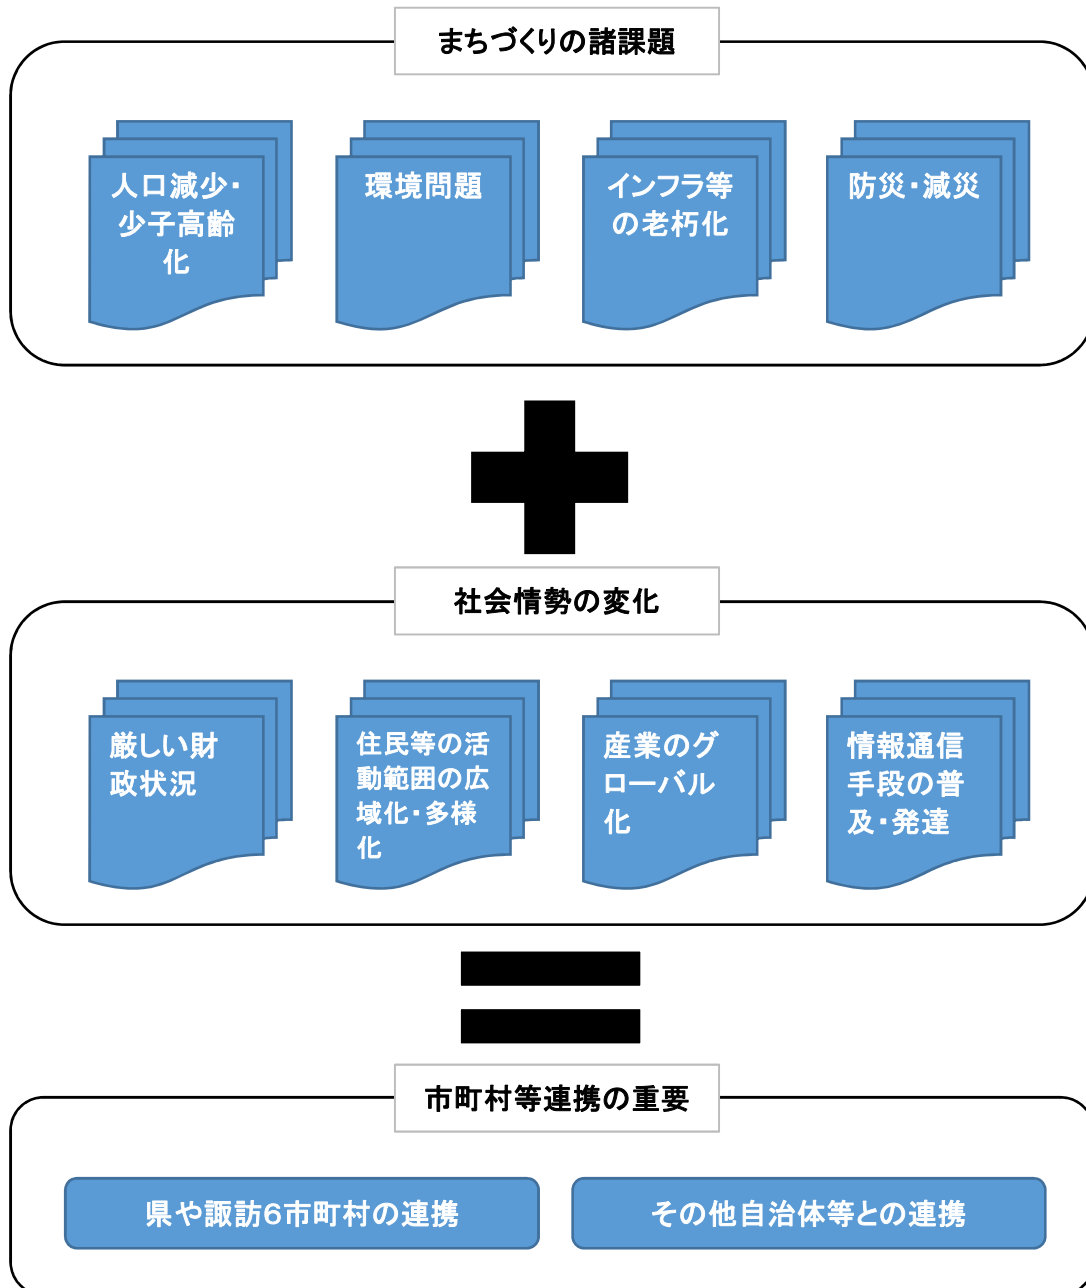 まちづくりの諸課題
人口減少・
少子高齢
化
環境問題
インフラ等
の老朽化
防災・減災
社会情勢の変化
厳しい財
政状況
住民等の活
動範囲の広
域化・多様
化
産業のグ
ローバル
化
情報通信
手段の普
及・発達
市町村等連携の重要
県や諏訪6市町村の連携
その他自治体等との連携